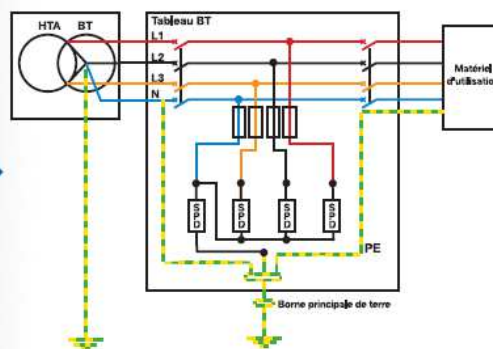 HTA BT
Tableau BT
L1
L2
L3
N
Matériel
d'utilisation
SPD
SPD
SPD
SPD
PE
Borne principale de terre